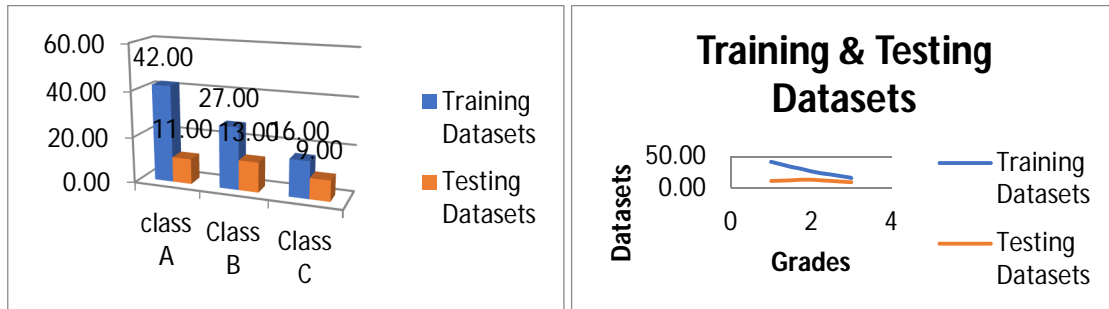 60.00
40.00
20.00
0.00
42.00
11.00
27.00
13.00
16.00
9.00
class
A
Class
B
Class
C
Training
Datasets
Testing
Datasets
Training & Testing
Datasets
Datasets
50.00
0.00
0 2 4
Grades
Training
Datasets
Testing
Datasets